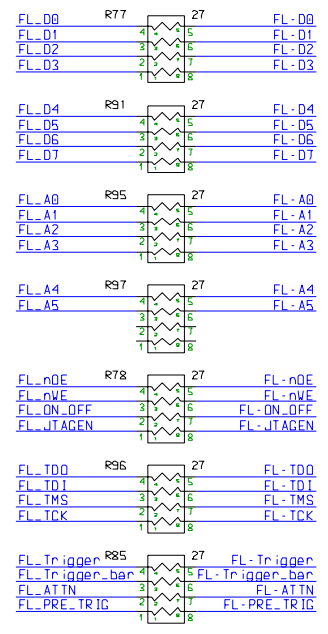 R77 27
FL_D0 FL-D0
4 5
FL_D1 FL-D1
3 6
FL_D2 FL-D2
2 7
FL_D3 FL-D3
1 8
R91 27
FL_D4 FL-D4
4 5
FL_D5 FL-D5
3 6
FL_D6 FL-D6
2 7
FL_D7 FL-D7
1 8
R95 27
FL_A0 FL-A0
4 5
FL_A1 FL-A1
3 6
FL_A2 FL-A2
2 7
FL_A3 FL-A3
1 8
R97 27
FL_A4 FL-A4
4 5
FL_A5 FL-A5
3 6
2 7
1 8
R78 27
FL_nOE FL-nOE
4 5
FL_nWE FL-nWE
3 6
FL_ON_OFF FL-ON_OFF
2 7
FL_JTAGEN FL-JTAGEN
1 8
R96 27
FL_TDO FL-TDO
4 5
FL_TDI FL-TDI
3 6
FL_TMS FL-TMS
2 7
FL_TCK FL-TCK
1 8
R85 27
FL_Trigger FL-Trigger
4 5
FL_Trigger_bar FL-Trigger_bar
3 6
FL_ATTN FL-ATTN
2 7
FL_PRE_TRIG FL-PRE_TRIG
1 8